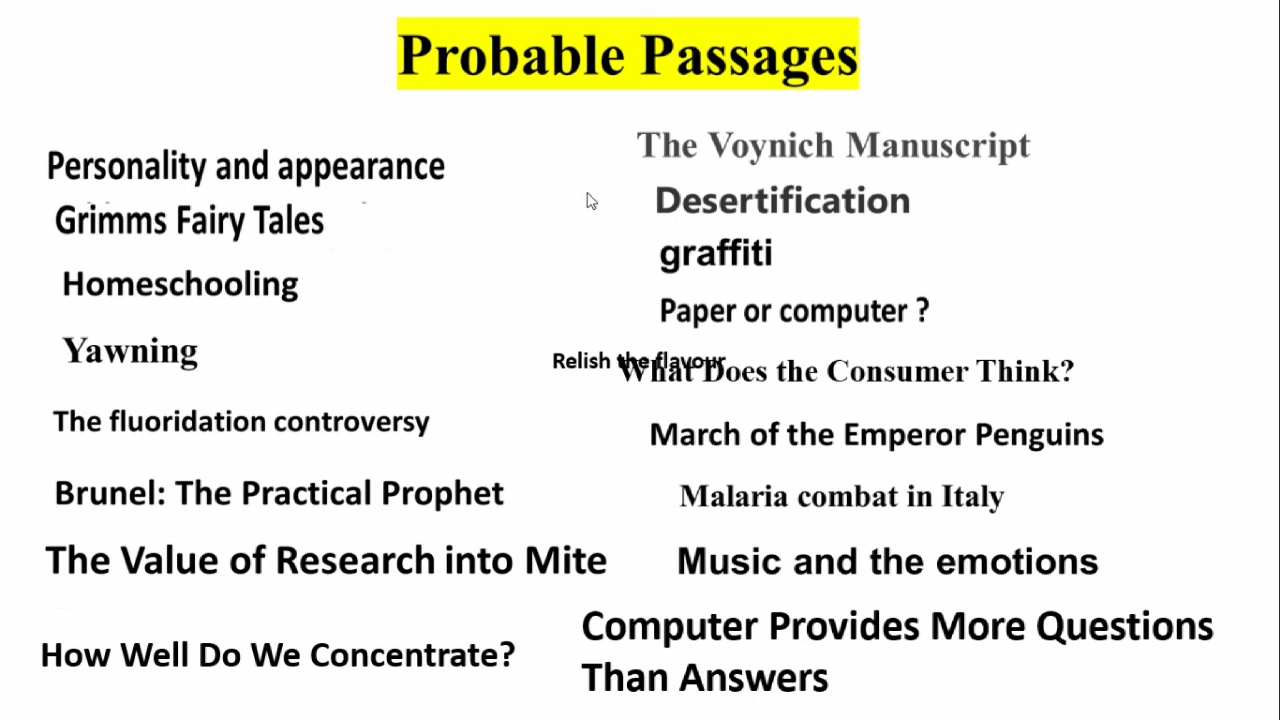 Probable Passages
Personality and appearance
Grimms Fairy Tales
Homeschooling
Yawning
The fluoridation controversy
Brunel: The Practical Prophet
The Value of Research into Mite
How Well Do We Concentrate?
The Voynich Manuscript
Desertification
graffiti
Paper or computer ?
Relish the flavour
What Does the Consumer Think?
March of the Emperor Penguins
Malaria combat in Italy
Music and the emotions
Computer Provides More Questions
Than Answers